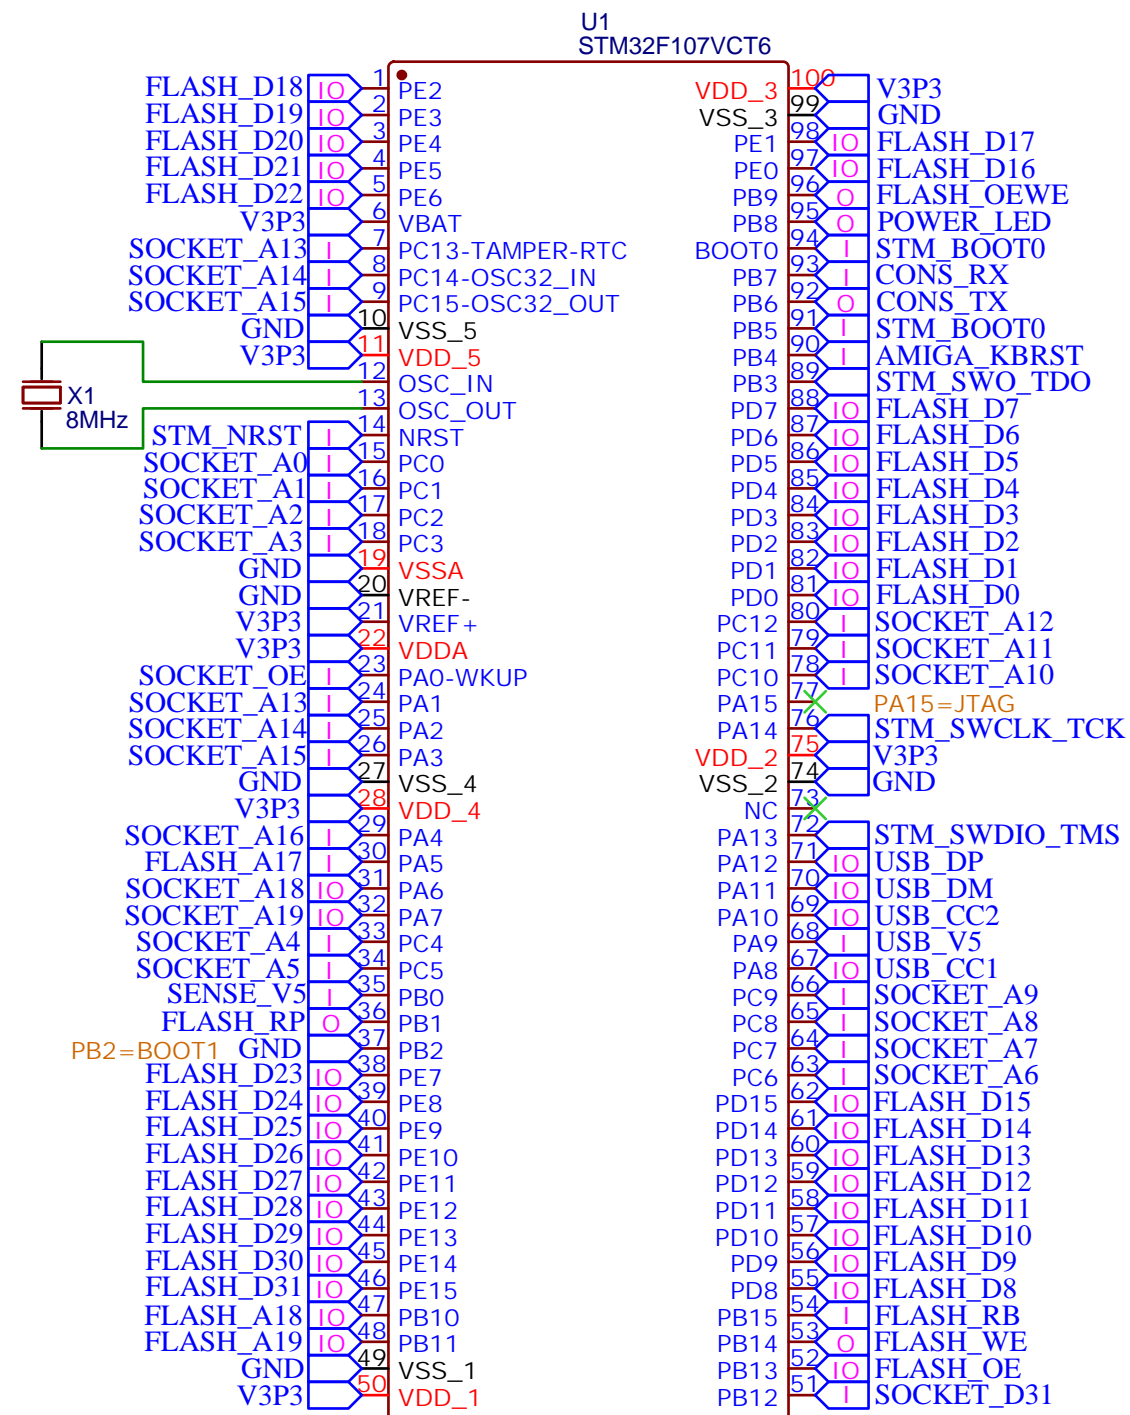 U1
STM32F107VCT6
FLASH_D18 IO 1 PE2 VDD_3 100 V3P3
FLASH_D19 IO 2 PE3 VSS_3 99 GND
FLASH_D20 IO 3 PE4 PE1 98 IO FLASH_D17
FLASH_D21 IO 4 PE5 PE0 97 IO FLASH_D16
FLASH_D22 IO 5 PE6 PB9 96 O FLASH_OEWE
V3P3 6 VBAT PB8 95 O POWER_LED
SOCKET_A13 I 7 PC13-TAMPER-RTC BOOT0 94 I STM_BOOT0
SOCKET_A14 I 8 PC14-OSC32_IN PB7 93 I CONS_RX
SOCKET_A15 I 9 PC15-OSC32_OUT PB6 92 O CONS_TX
GND 10 VSS_5 PB5 91 I STM_BOOT0
V3P3 11 VDD_5 PB4 90 I AMIGA_KBRST
12 OSC_IN PB3 89 STM_SWO_TDO
X1 13 OSC_OUT PD7 88 IO FLASH_D7
8MHz
STM_NRST I 14 NRST PD6 87 IO FLASH_D6
SOCKET_A0 I 15 PC0 PD5 86 IO FLASH_D5
SOCKET_A1 I 16 PC1 PD4 85 IO FLASH_D4
SOCKET_A2 I 17 PC2 PD3 84 IO FLASH_D3
SOCKET_A3 I 18 PC3 PD2 83 IO FLASH_D2
GND 19 VSSA PD1 82 IO FLASH_D1
GND 20 VREF- PD0 81 IO FLASH_D0
V3P3 21 VREF+ PC12 80 I SOCKET_A12
V3P3 22 VDDA PC11 79 I SOCKET_A11
SOCKET_OE I 23 PA0-WKUP PC10 78 I SOCKET_A10
SOCKET_A13 I 24 PA1 PA15 77 PA15=JTAG
SOCKET_A14 I 25 PA2 PA14 76 STM_SWCLK_TCK
SOCKET_A15 I 26 PA3 VDD_2 75 V3P3
GND 27 VSS_4 VSS_2 74 GND
V3P3 28 VDD_4 NC 73
SOCKET_A16 I 29 PA4 PA13 72 STM_SWDIO_TMS
FLASH_A17 I 30 PA5 PA12 71 IO USB_DP
SOCKET_A18 IO 31 PA6 PA11 70 IO USB_DM
SOCKET_A19 IO 32 PA7 PA10 69 IO USB_CC2
SOCKET_A4 I 33 PC4 PA9 68 I USB_V5
SOCKET_A5 I 34 PC5 PA8 67 IO USB_CC1
SENSE_V5 I 35 PB0 PC9 66 I SOCKET_A9
FLASH_RP O 36 PB1 PC8 65 I SOCKET_A8
PB2=BOOT1 GND 37 PB2 PC7 64 I SOCKET_A7
FLASH_D23 IO 38 PE7 PC6 63 I SOCKET_A6
FLASH_D24 IO 39 PE8 PD15 62 IO FLASH_D15
FLASH_D25 IO 40 PE9 PD14 61 IO FLASH_D14
FLASH_D26 IO 41 PE10 PD13 60 IO FLASH_D13
FLASH_D27 IO 42 PE11 PD12 59 IO FLASH_D12
FLASH_D28 IO 43 PE12 PD11 58 IO FLASH_D11
FLASH_D29 IO 44 PE13 PD10 57 IO FLASH_D10
FLASH_D30 IO 45 PE14 PD9 56 IO FLASH_D9
FLASH_D31 IO 46 PE15 PD8 55 IO FLASH_D8
FLASH_A18 IO 47 PB10 PB15 54 I FLASH_RB
FLASH_A19 IO 48 PB11 PB14 53 O FLASH_WE
GND 49 VSS_1 PB13 52 IO FLASH_OE
V3P3 50 VDD_1 PB12 51 I SOCKET_D31